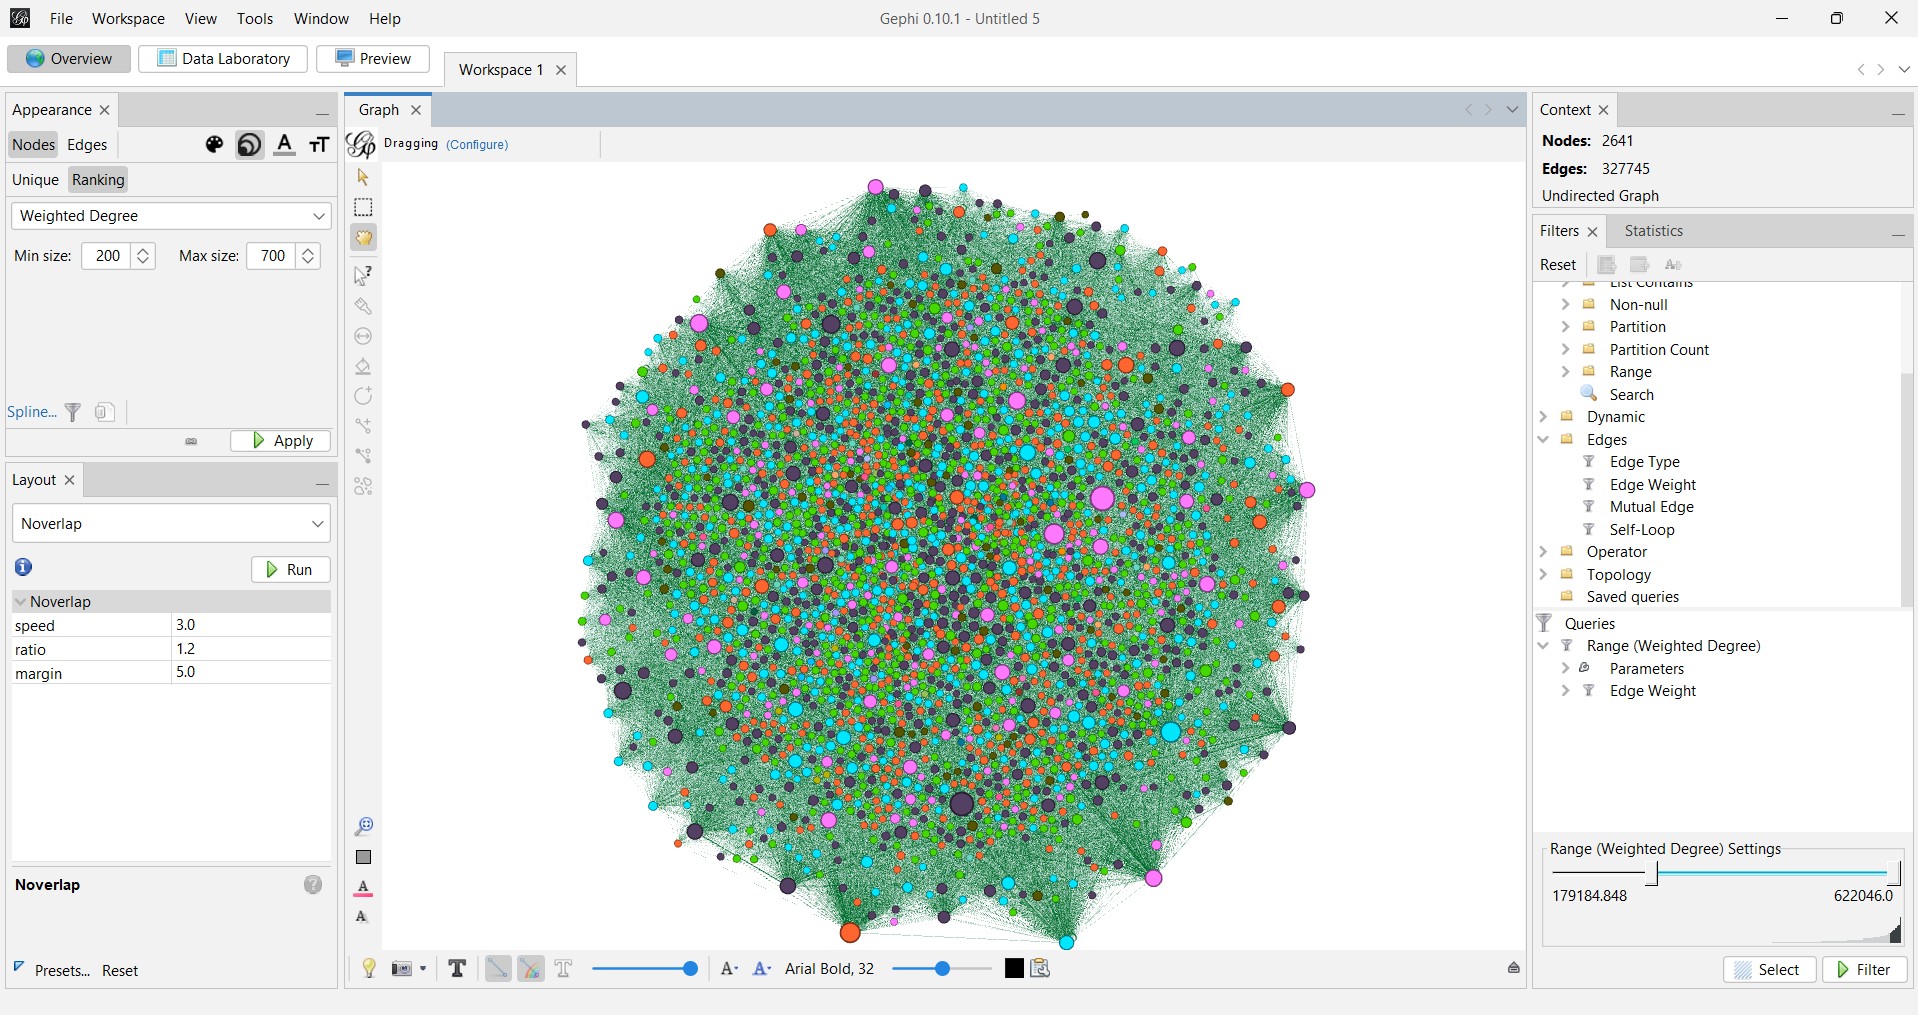 File Workspace View Tools Window Help
Gephi 0.10.1 - Untitled 5
Overview Data Laboratory Preview
Workspace 1
Appearance
Nodes Edges
Unique Ranking
Weighted Degree
Min size: 200 Max size: 700
Spline...
Apply
Layout
Noverlap
Run
Noverlap
speed 3.0
ratio 1.2
margin 5.0
Noverlap
Presets... Reset
Graph
Dragging (Configure)
Arial Bold, 32
Context
Nodes: 2641
Edges: 327745
Undirected Graph
Filters Statistics
Reset
List Contains
Non-null
Partition
Partition Count
Range
Search
Dynamic
Edges
Edge Type
Edge Weight
Mutual Edge
Self-Loop
Operator
Topology
Saved queries
Queries
Range (Weighted Degree)
Parameters
Edge Weight
Range (Weighted Degree) Settings
179184.848 622046.0
Select Filter